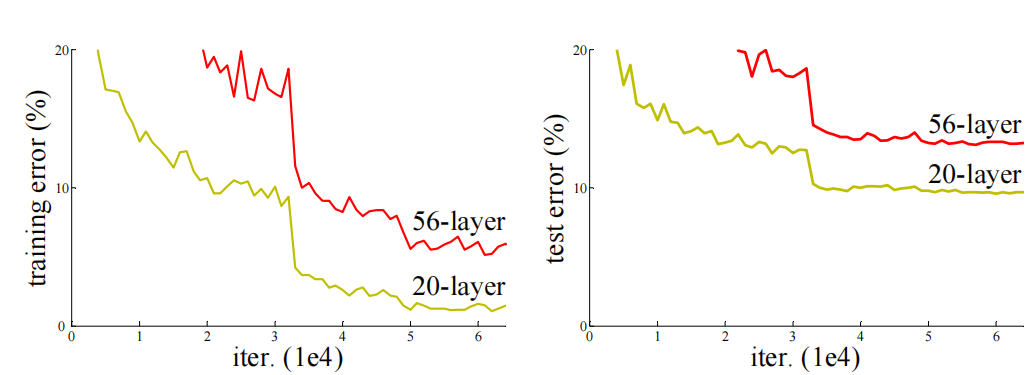 training error (%)
20
10
0
0 1 2 3 4 5 6
iter. (1e4)
56-layer
20-layer
test error (%)
20
10
0
0 1 2 3 4 5 6
iter. (1e4)
56-layer
20-layer